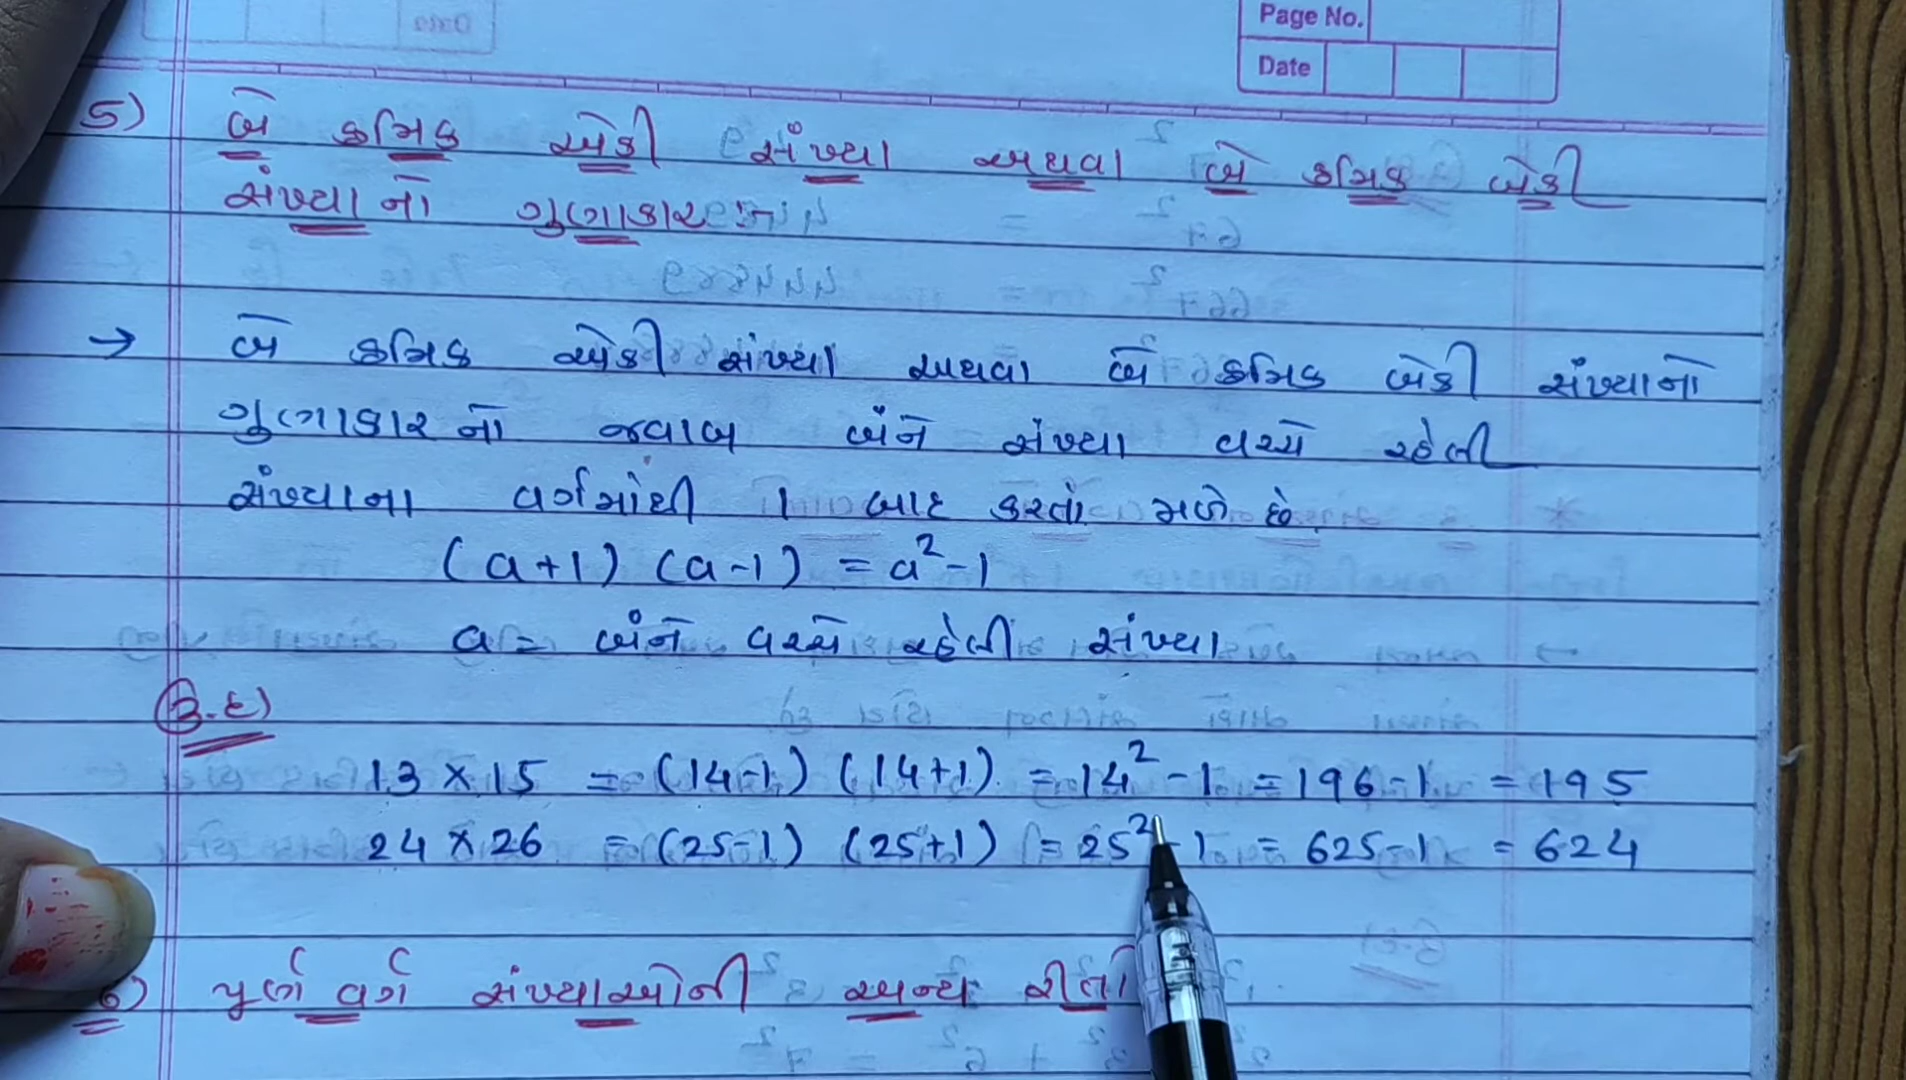 Page No.
Date
5) બે ક્રમિક એકી સંખ્યા અથવા બે ક્રમિક બેકી
સંખ્યાનો ગુણાકાર :-
→ બે ક્રમિક એકી સંખ્યા અથવા બે ક્રમિક બેકી સંખ્યાનો
ગુણાકારનો જવાબ બંને સંખ્યા વચ્ચે રહેલી
સંખ્યાના વર્ગમાંથી 1 બાદ કરતાં મળે છે.
(a+1) (a-1) = a² - 1
a = બંને વચ્ચે રહેલી સંખ્યા
ઉ.દા)
13 × 15 = (14-1) (14+1) = 14² - 1 = 196-1 = 195
24 × 26 = (25-1) (25+1) = 25² - 1 = 625-1 = 624
6) પૂર્ણ વર્ગ સંખ્યાઓની અન્ય રીતો